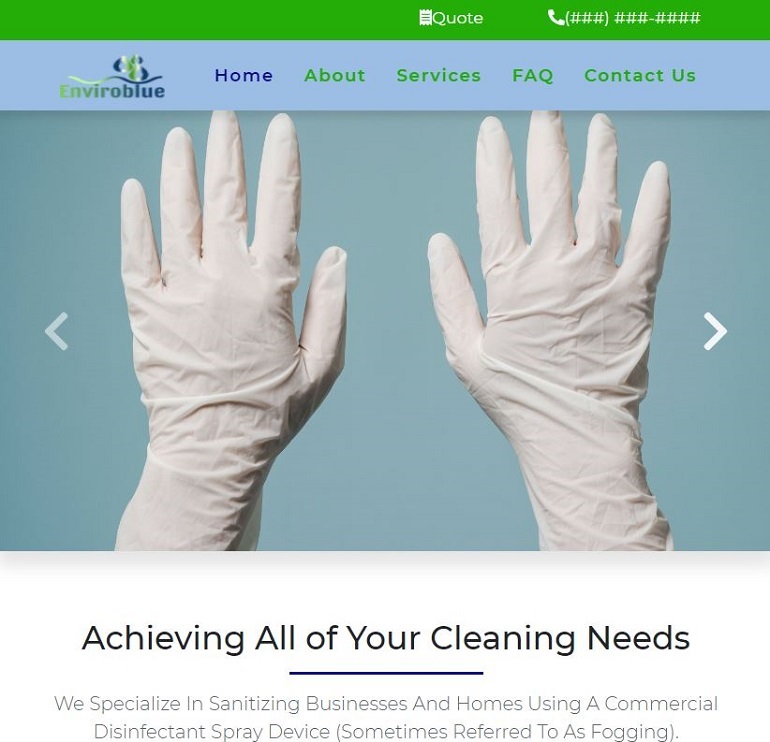 Quote (###) ###-####
Enviroblue Home About Services FAQ Contact Us
Achieving All of Your Cleaning Needs
We Specialize In Sanitizing Businesses And Homes Using A Commercial
Disinfectant Spray Device (Sometimes Referred To As Fogging).